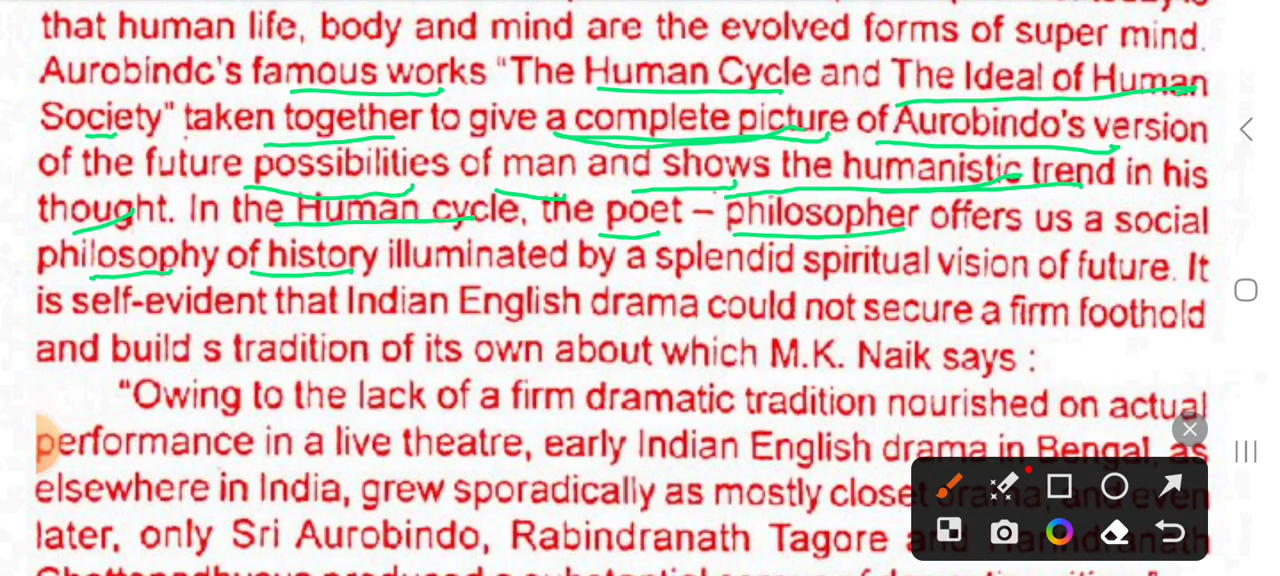 that human life, body and mind are the evolved forms of super mind.
Aurobindo's famous works "The Human Cycle and The Ideal of Human
Society" taken together to give a complete picture of Aurobindo's version
of the future possibilities of man and shows the humanistic trend in his
thought. In the Human cycle, the poet – philosopher offers us a social
philosophy of history illuminated by a splendid spiritual vision of future. It
is self-evident that Indian English drama could not secure a firm foothold
and build s tradition of its own about which M.K. Naik says :
"Owing to the lack of a firm dramatic tradition nourished on actual
performance in a live theatre, early Indian English drama in Bengal, as
elsewhere in India, grew sporadically as mostly closet drama; and even
later, only Sri Aurobindo, Rabindranath Tagore and Harindranath